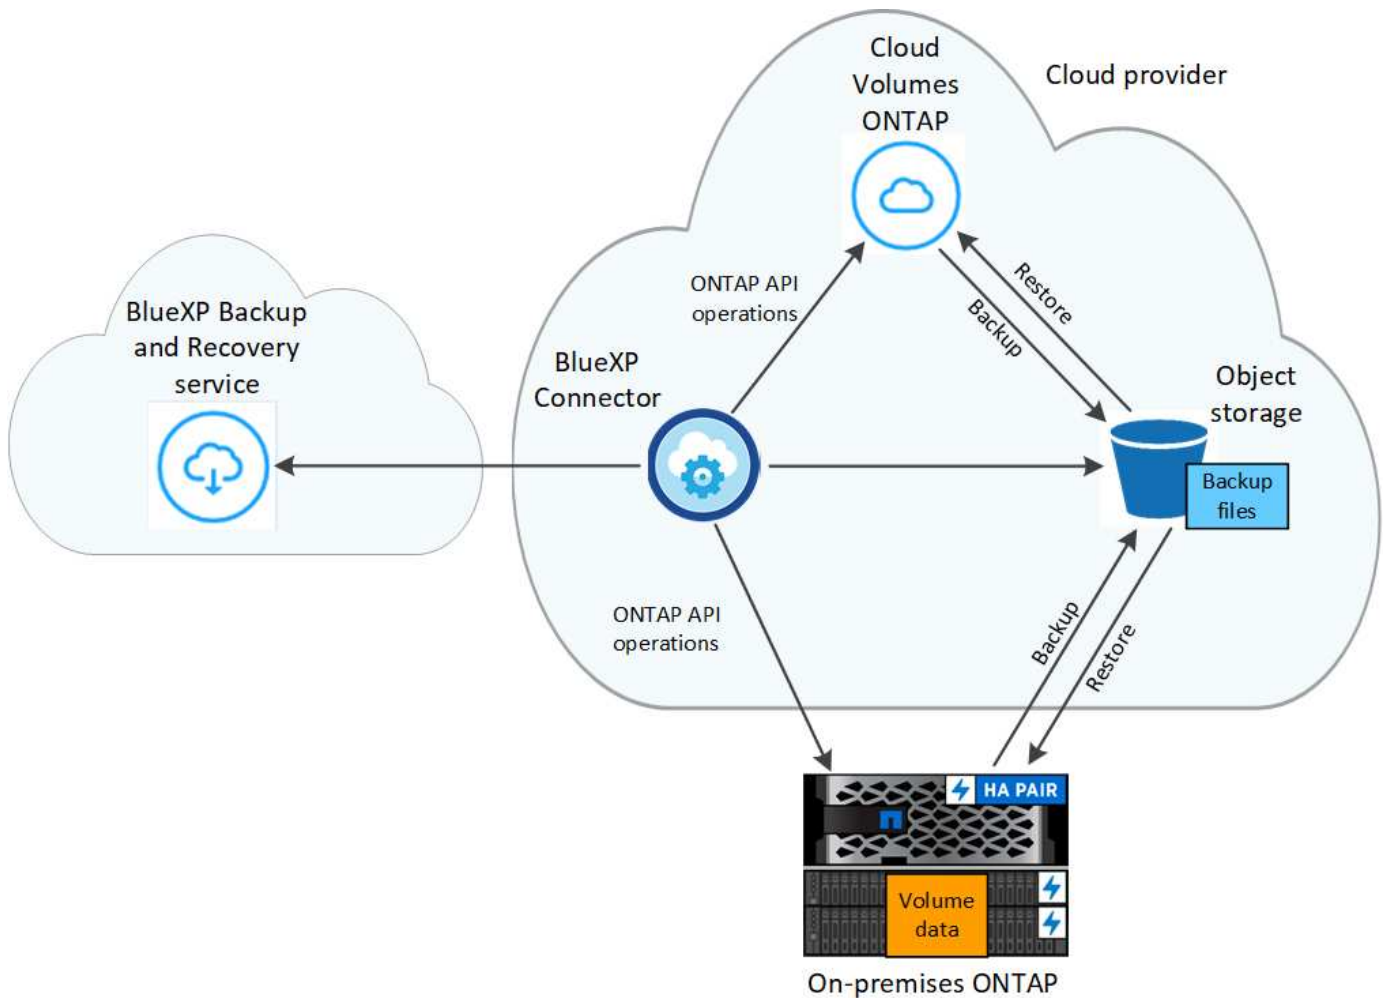 Cloud
Volumes
ONTAP
Cloud provider
ONTAP API
operations
Restore
Backup
BlueXP Backup
and Recovery
service
BlueXP
Connector
Object
storage
Backup
files
ONTAP API
operations
Backup
Restore
HA PAIR
Volume
data
On-premises ONTAP